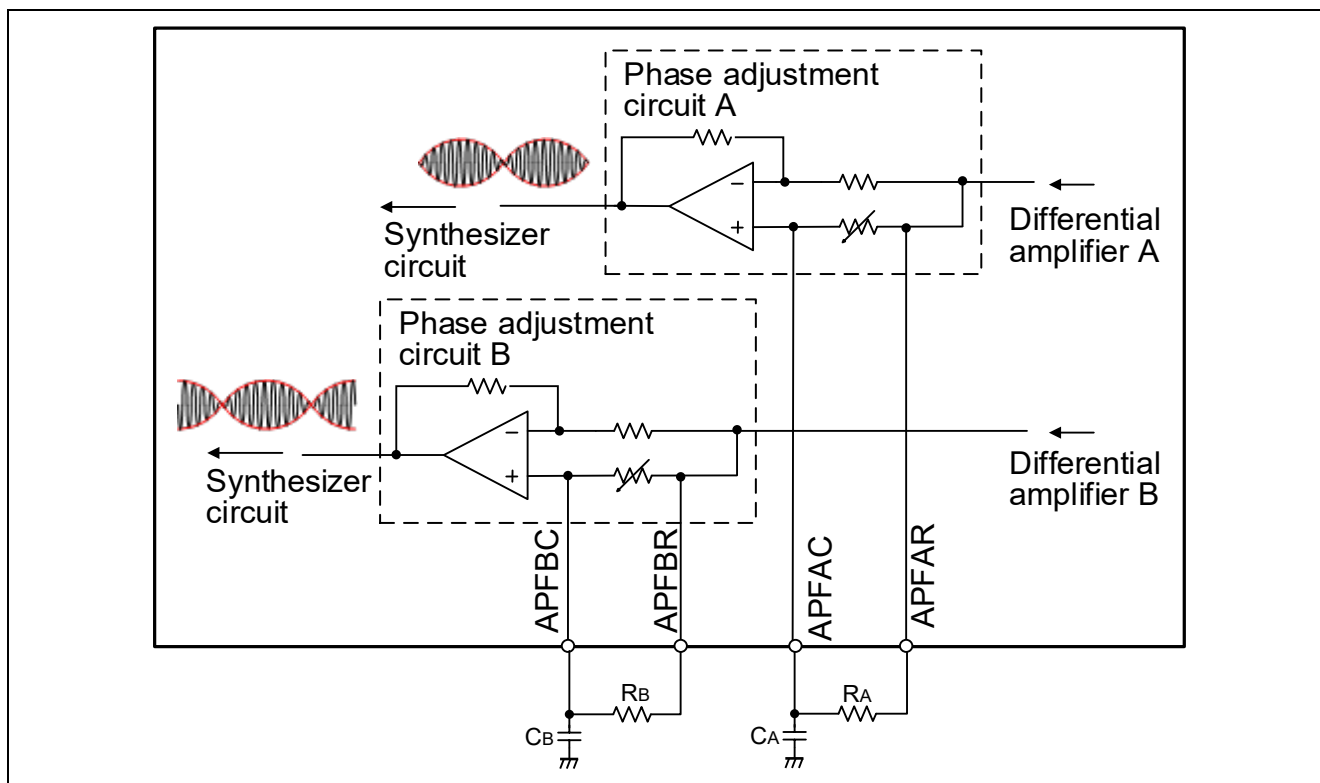 Phase adjustment
circuit A
−
+
Synthesizer
circuit
Differential
amplifier A
Phase adjustment
circuit B
−
+
Synthesizer
circuit
Differential
amplifier B
APFBC
APFBR
APFAC
APFAR
RB
RA
CB
CA